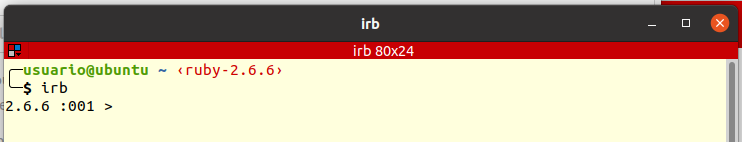 irb
irb 80x24
usuario@ubuntu ~ ‹ruby-2.6.6›
$ irb
2.6.6 :001 >